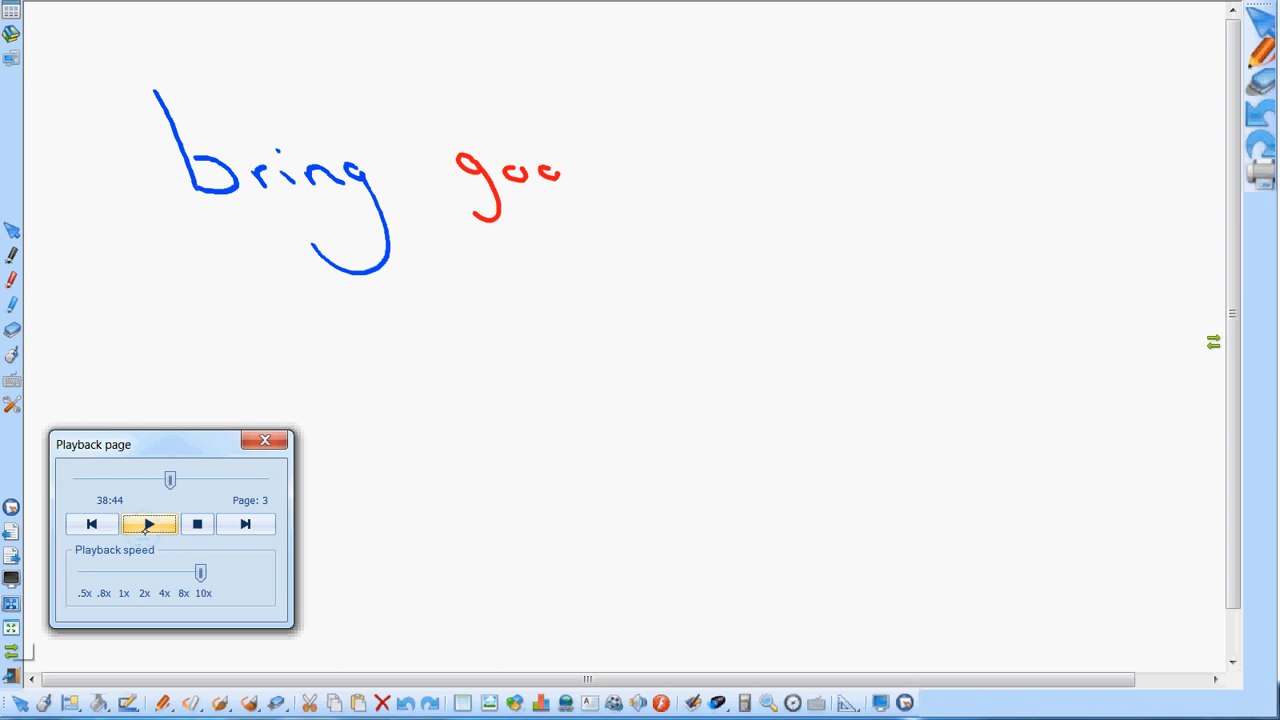 bring goo
Playback page
38:44 Page: 3
Playback speed
.5x .8x 1x 2x 4x 8x 10x